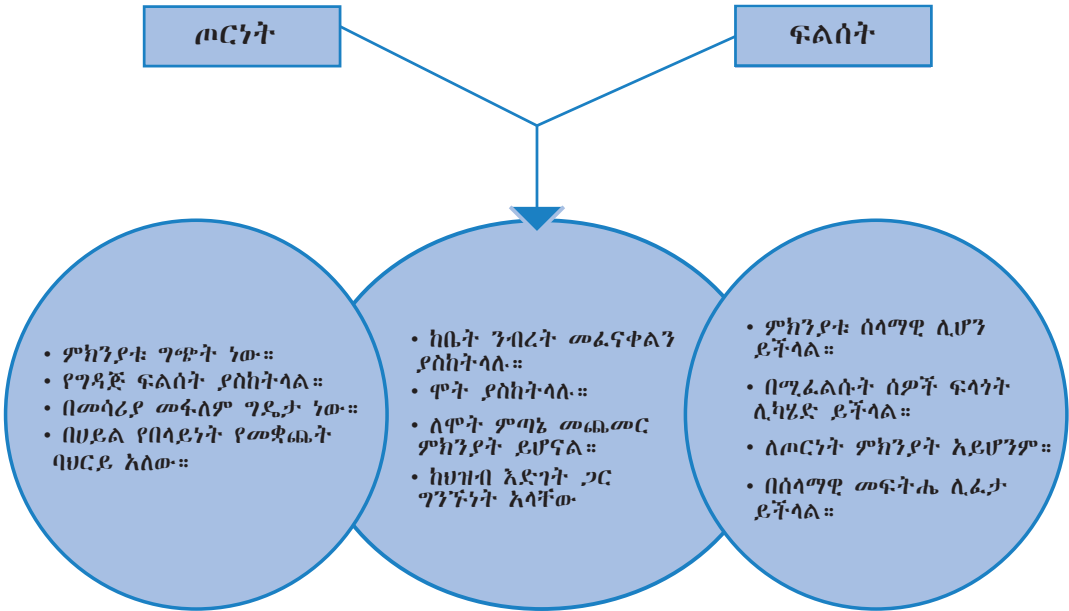 ጦርነት
ፍልሰት
• ምክንያቱ ግጭት ነው።
• የግዳጅ ፍልሰት ያስከትላል።
• በመሳሪያ መፋለም ግዴታ ነው።
• በሀይል የበላይነት የመቋጨት
ባህርይ አለው።
• ከቤት ንብረት መፈናቀልን
ያስከትላሉ።
• ሞት ያስከትላሉ።
• ለሞት ምጣኔ መጨመር
ምክንያት ይሆናል።
• ከህዝብ እድገት ጋር
ግንኙነት አላቸው
• ምክንያቱ ሰላማዊ ሊሆን
ይችላል።
• በሚፈልሱት ሰዎች ፍላጎት
ሊካሄድ ይችላል።
• ለጦርነት ምክንያት አይሆንም።
• በሰላማዊ መፍትሔ ሊፈታ
ይችላል።